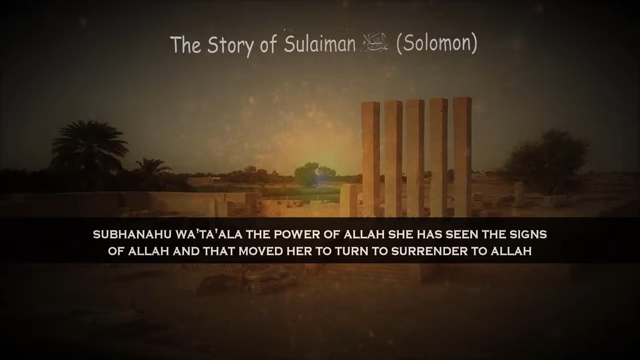 The Story of Sulaiman (Solomon)
SUBHANAHU WA'TA'ALA THE POWER OF ALLAH SHE HAS SEEN THE SIGNS
OF ALLAH AND THAT MOVED HER TO TURN TO SURRENDER TO ALLAH